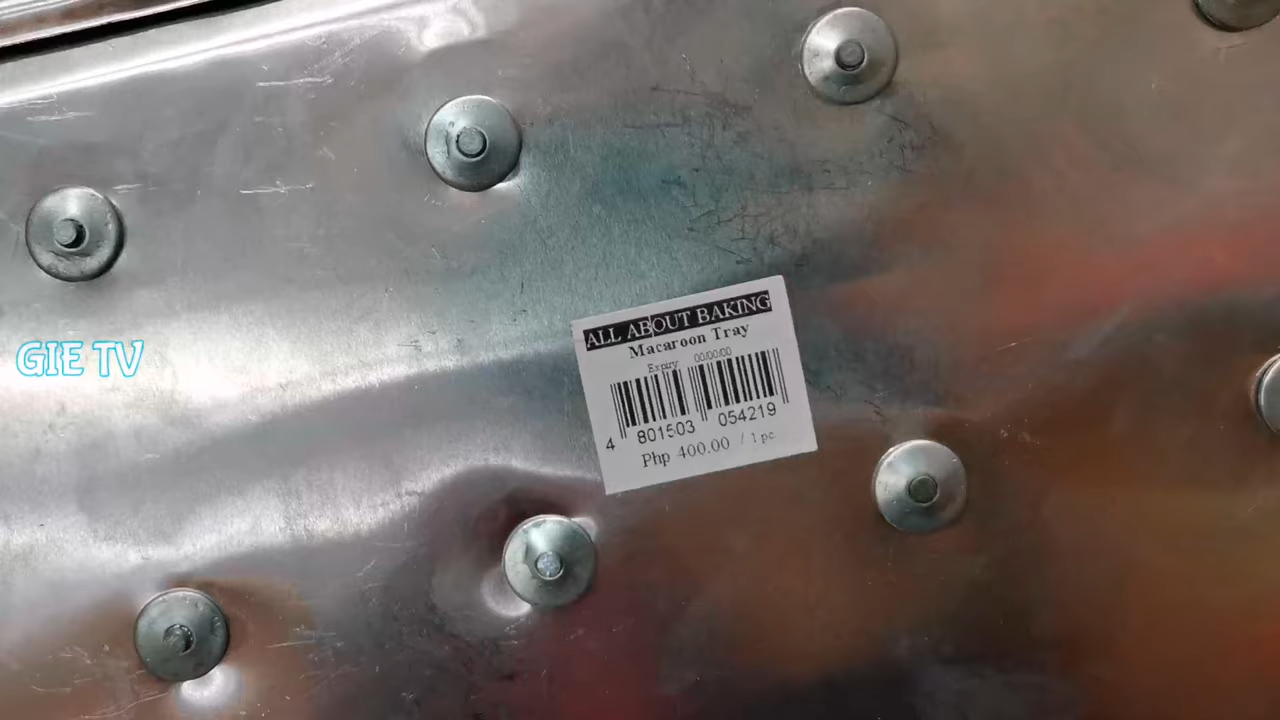 ALL ABOUT BAKING
Macaroon Tray
Expiry 00/00/00
4 801503 054219
Php 400.00 / 1 pc
GIE TV